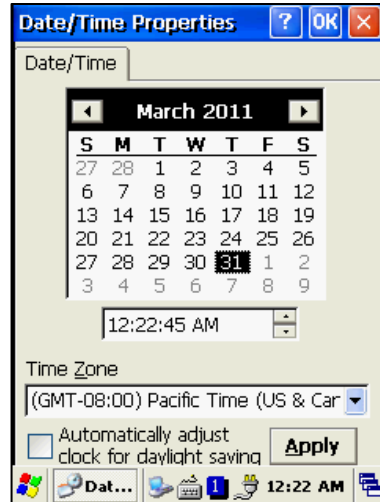 Date/Time Properties ? OK ×
Date/Time
March 2011
S M T W T F S
27 28 1 2 3 4 5
6 7 8 9 10 11 12
13 14 15 16 17 18 19
20 21 22 23 24 25 26
27 28 29 30 31 1 2
3 4 5 6 7 8 9
12:22:45 AM
Time Zone
(GMT-08:00) Pacific Time (US & Car
Automatically adjust
clock for daylight saving
Apply
Dat... 1 12:22 AM